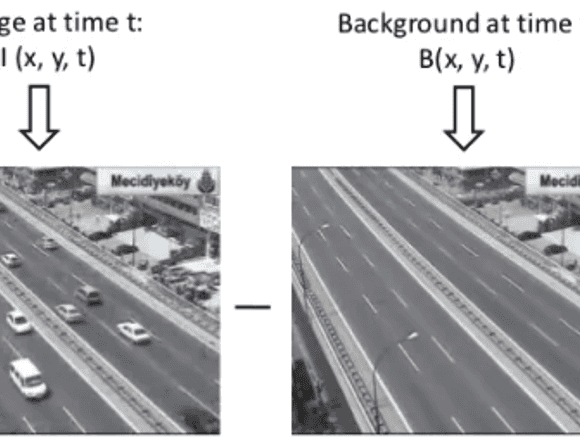 ge at time t:
I (x, y, t)
Background at time
B(x, y, t)
Mecidiyeköy
Mecidi
—